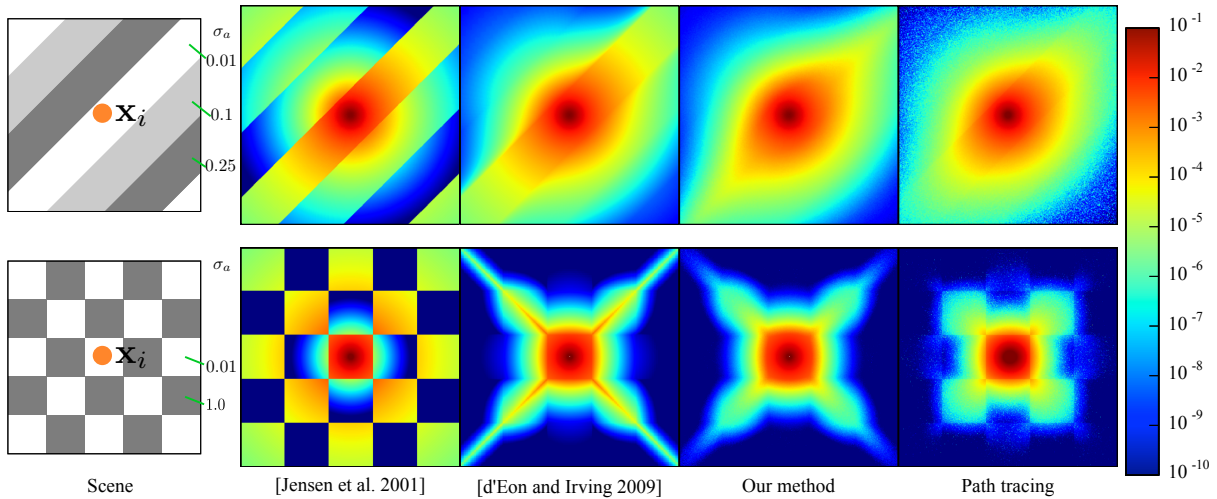 σₐ
0.01
0.1
0.25
xᵢ
10⁻¹
10⁻²
10⁻³
10⁻⁴
10⁻⁵
10⁻⁶
10⁻⁷
10⁻⁸
10⁻⁹
10⁻¹⁰
σₐ
0.01
1.0
xᵢ
Scene
[Jensen et al. 2001]
[d'Eon and Irving 2009]
Our method
Path tracing